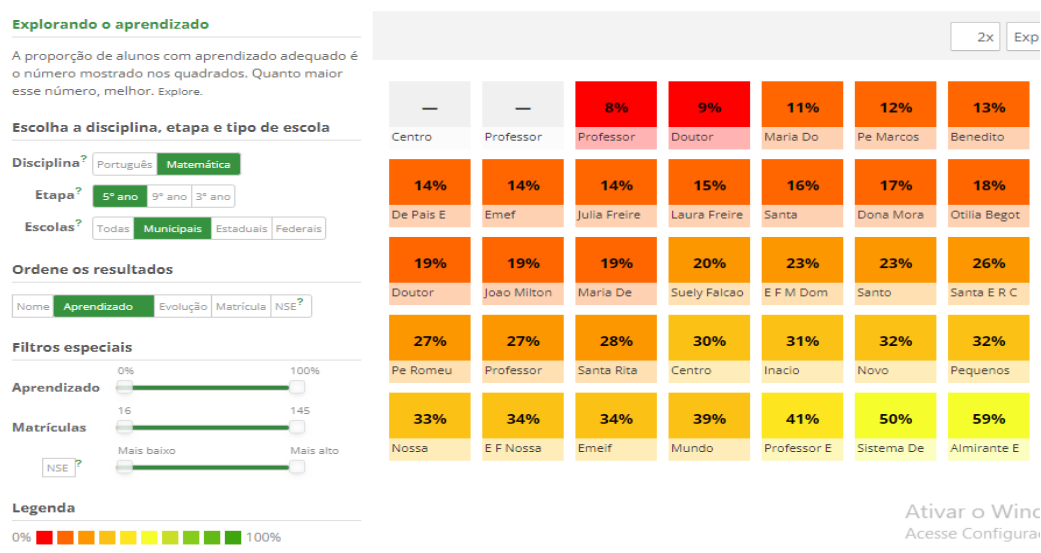 Explorando o aprendizado
A proporção de alunos com aprendizado adequado é
o número mostrado nos quadrados. Quanto maior
esse número, melhor. Explore.
Escolha a disciplina, etapa e tipo de escola
Disciplina? Português Matemática
Etapa? 5º ano 9º ano 3º ano
Escolas? Todas Municipais Estaduais Federais
Ordene os resultados
Nome Aprendizado Evolução Matrícula NSE?
Filtros especiais
0% 100%
Aprendizado
16 145
Matrículas
Mais baixo Mais alto
NSE?
Legenda
0% 100%
2x Exp
— — 8% 9% 11% 12% 13%
Centro Professor Professor Doutor Maria Do Pe Marcos Benedito
14% 14% 14% 15% 16% 17% 18%
De Pais E Emef Julia Freire Laura Freire Santa Dona Mora Otilia Begot
19% 19% 19% 20% 23% 23% 26%
Doutor Joao Milton Maria De Suely Falcao E F M Dom Santo Santa E R C
27% 27% 28% 30% 31% 32% 32%
Pe Romeu Professor Santa Rita Centro Inacio Novo Pequenos
33% 34% 34% 39% 41% 50% 59%
Nossa E F Nossa Emeif Mundo Professor E Sistema De Almirante E
Ativar o Winc
Acesse Configura